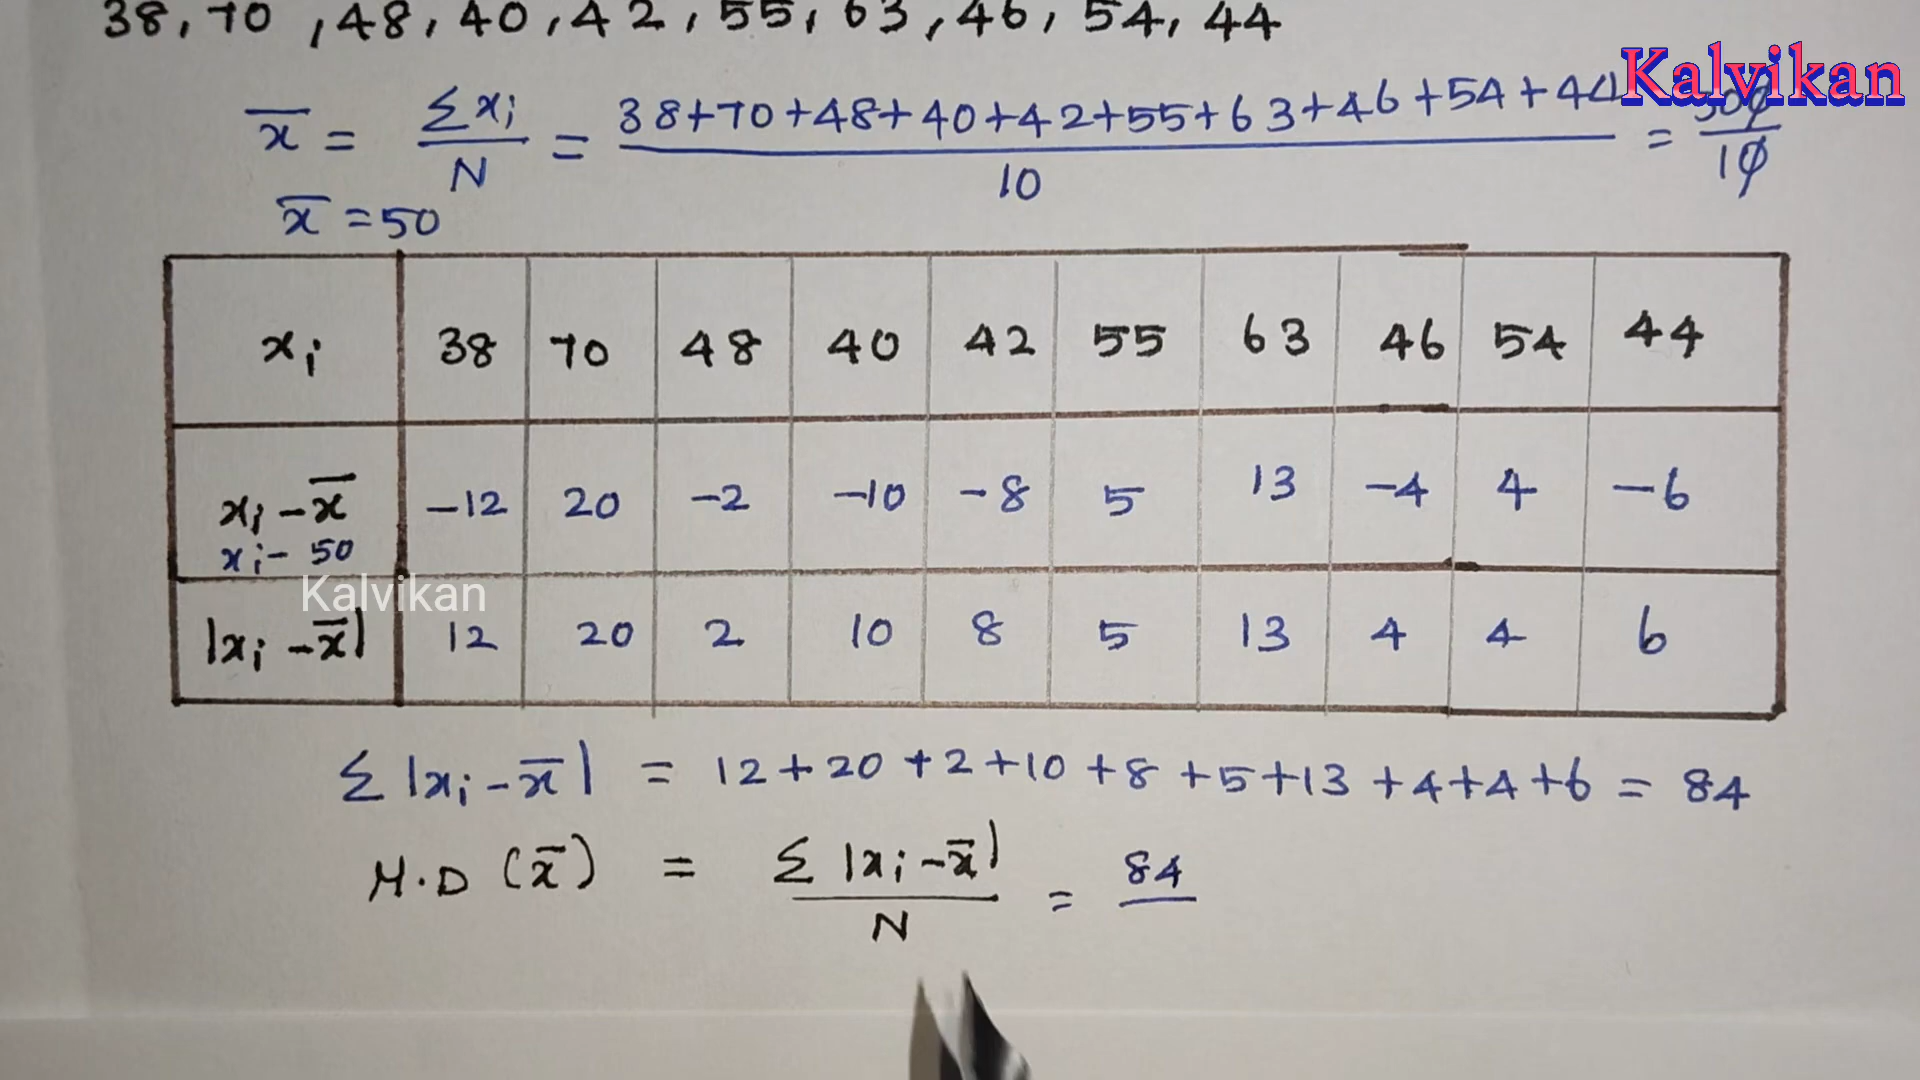 38, 70, 48, 40, 42, 55, 63, 46, 54, 44
Kalvikan
x̄ = Σxi / N = 38+70+48+40+42+55+63+46+54+44 / 10 = 500 / 10
x̄ = 50
xi 38 70 48 40 42 55 63 46 54 44
xi - x̄ -12 20 -2 -10 -8 5 13 -4 4 -6
xi - 50
Kalvikan
|xi - x̄| 12 20 2 10 8 5 13 4 4 6
Σ |xi - x̄| = 12+20+2+10+8+5+13+4+4+6 = 84
M.D (x̄) = Σ |xi - x̄| / N = 84